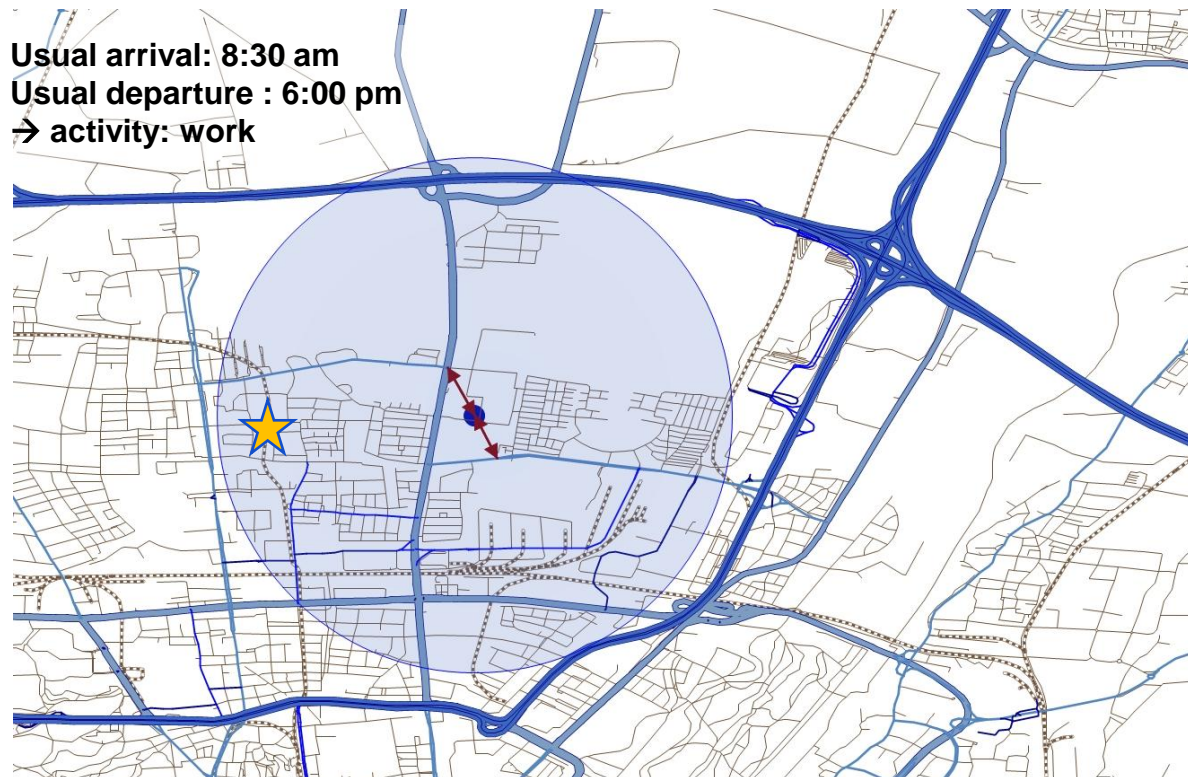 Usual arrival: 8:30 am
Usual departure : 6:00 pm
→ activity: work